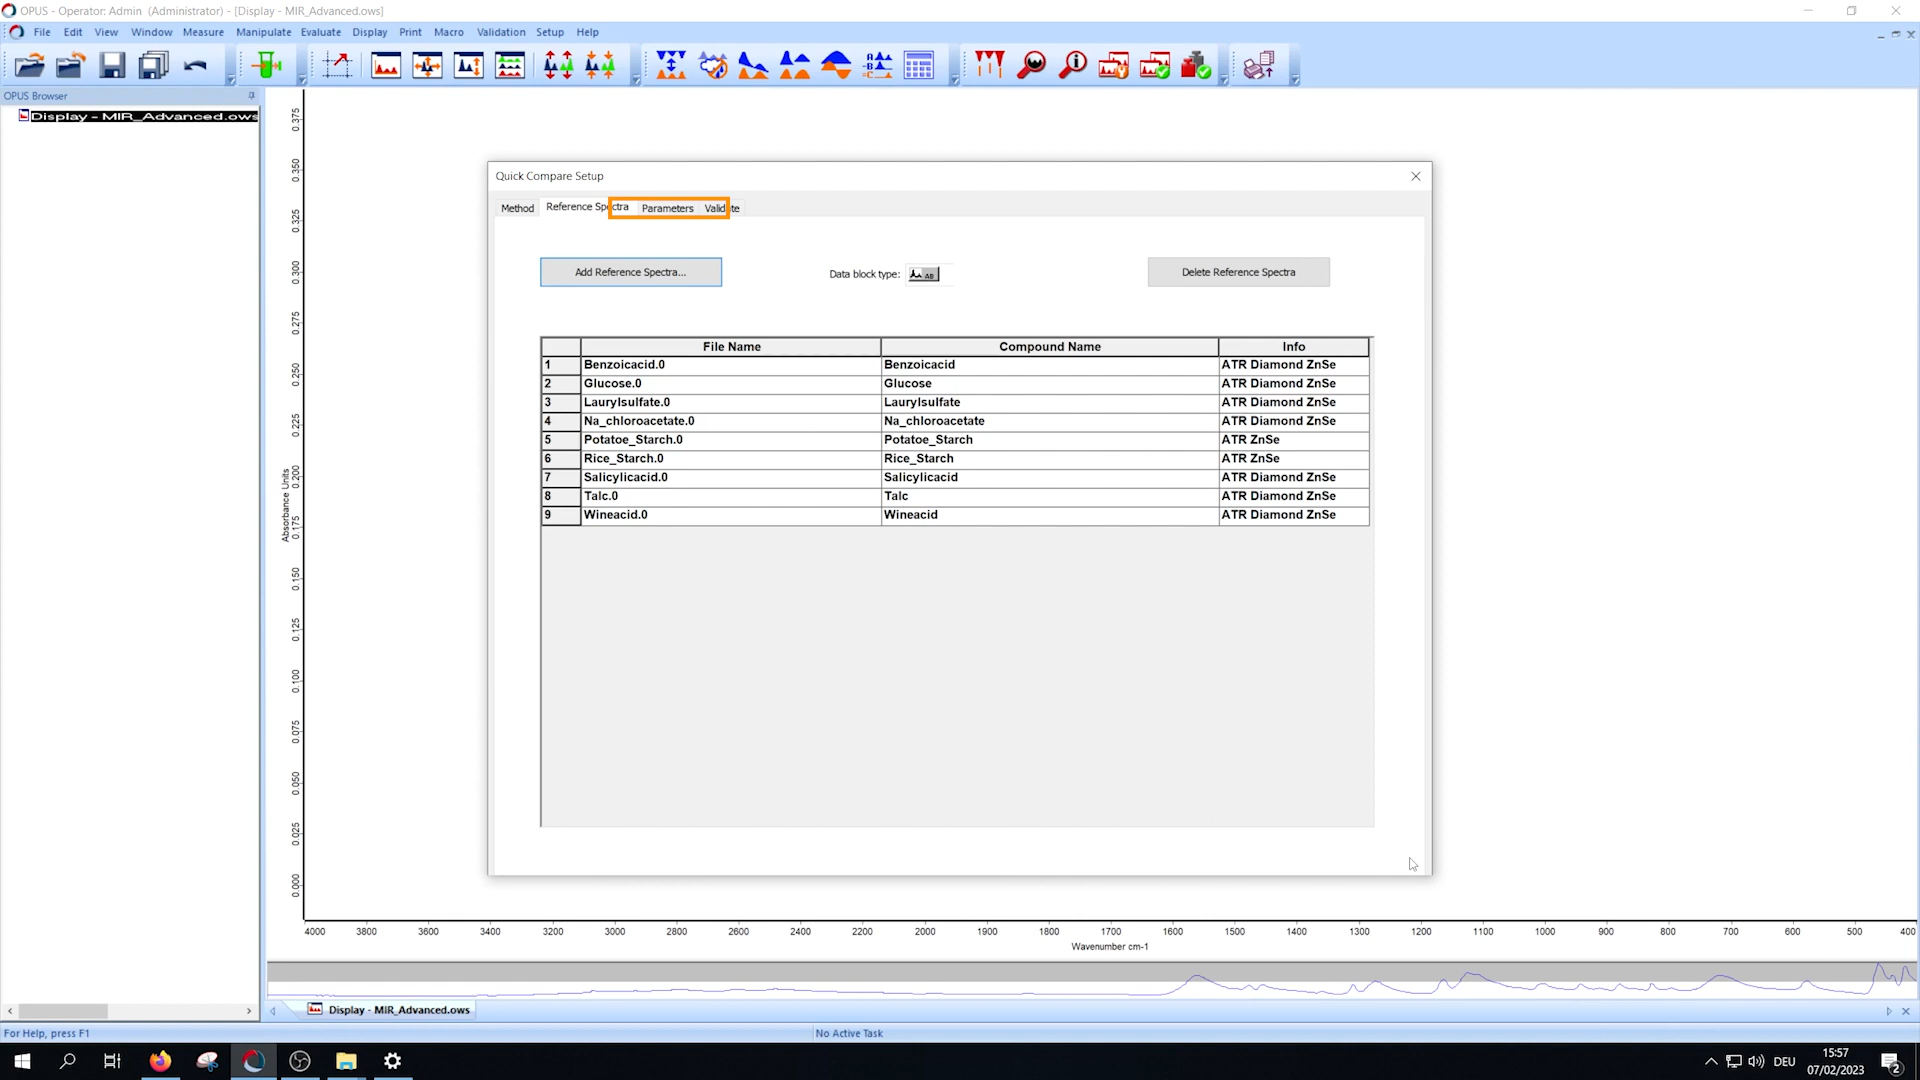 OPUS - Operator: Admin (Administrator) - [Display - MIR_Advanced.ows]
File Edit View Window Measure Manipulate Evaluate Display Print Macro Validation Setup Help
OPUS Browser
Display - MIR_Advanced.ows
Quick Compare Setup
Method Reference Spectra Parameters Validate
Add Reference Spectra...
Data block type:
AB
Delete Reference Spectra
File Name Compound Name Info
1 Benzoicacid.0 Benzoicacid ATR Diamond ZnSe
2 Glucose.0 Glucose ATR Diamond ZnSe
3 Laurylsulfate.0 Laurylsulfate ATR Diamond ZnSe
4 Na_chloroacetate.0 Na_chloroacetate ATR Diamond ZnSe
5 Potatoe_Starch.0 Potatoe_Starch ATR ZnSe
6 Rice_Starch.0 Rice_Starch ATR ZnSe
7 Salicylicacid.0 Salicylicacid ATR Diamond ZnSe
8 Talc.0 Talc ATR Diamond ZnSe
9 Wineacid.0 Wineacid ATR Diamond ZnSe
0.375
0.350
0.325
0.300
0.275
0.250
0.225
0.200
0.175
0.150
0.125
0.100
0.075
0.050
0.025
0.000
Absorbance Units
4000 3800 3600 3400 3200 3000 2800 2600 2400 2200 2000 1900 1800 1700 1600 1500 1400 1300 1200 1100 1000 900 800 700 600 500 400
Wavenumber cm-1
Display - MIR_Advanced.ows
For Help, press F1
No Active Task
DEU
15:57
07/02/2023
2